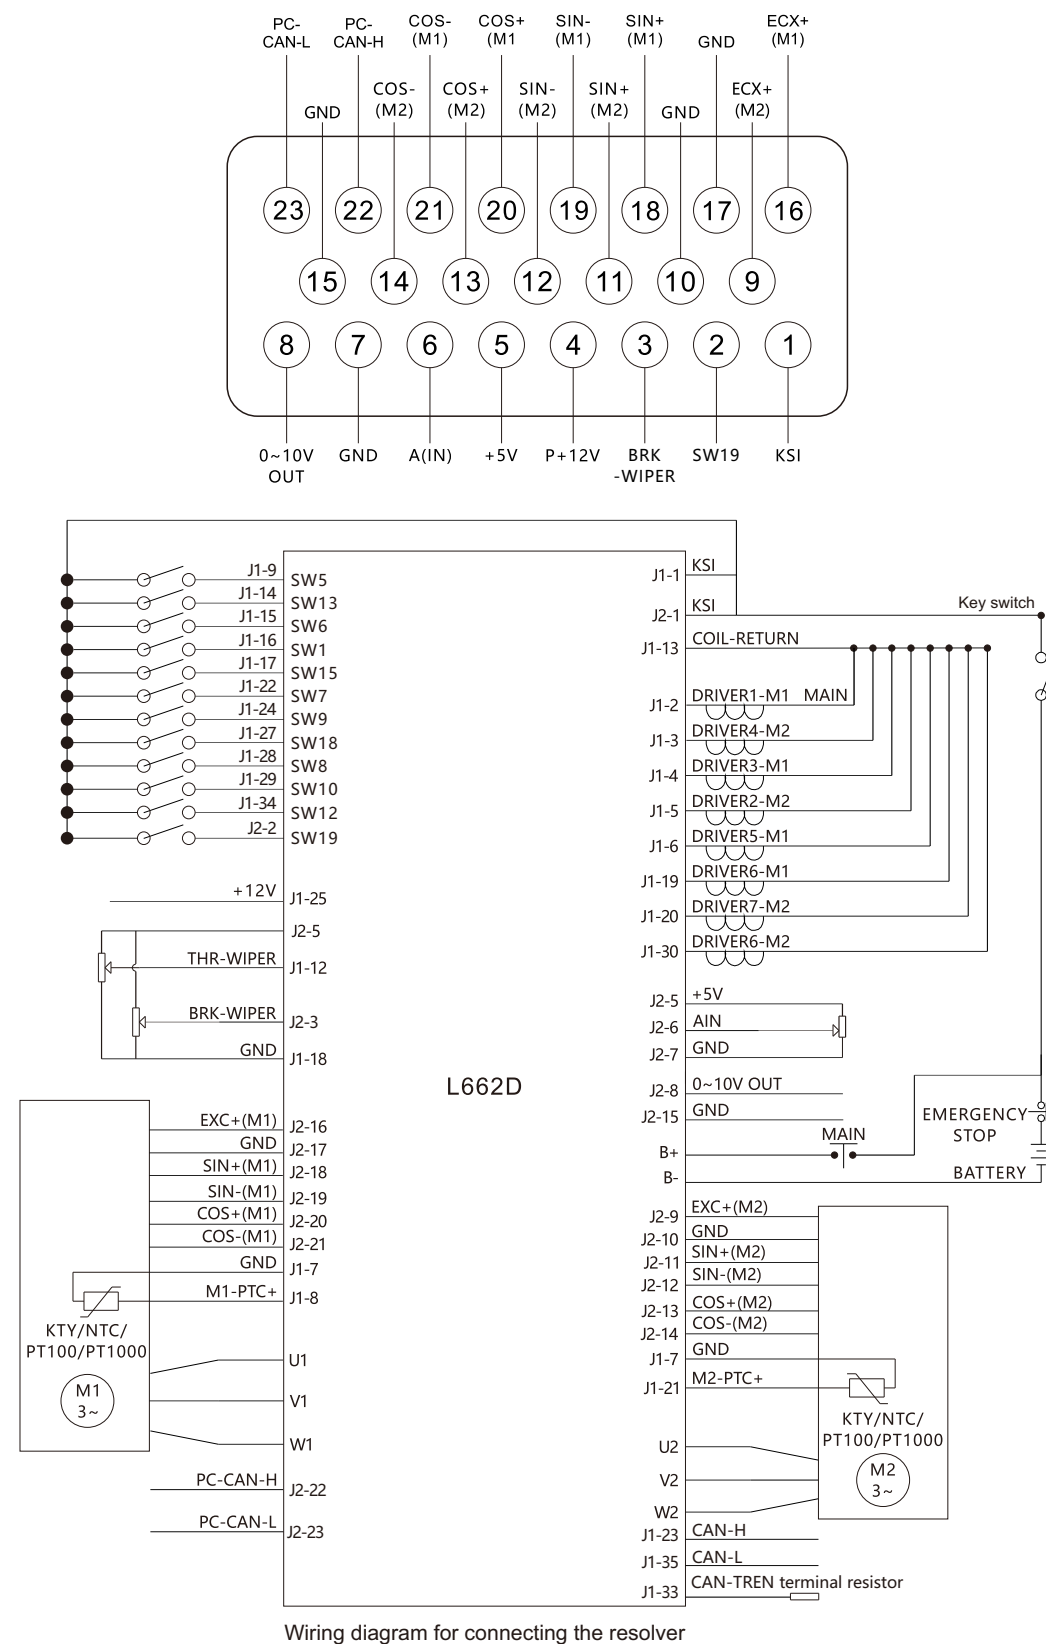 PC-
CAN-L
PC-
CAN-H
COS-
(M1)
COS+
(M1
SIN-
(M1)
SIN+
(M1)
GND
ECX+
(M1)
GND
COS-
(M2)
COS+
(M2)
SIN-
(M2)
SIN+
(M2)
GND
ECX+
(M2)
23
22
21
20
19
18
17
16
15
14
13
12
11
10
9
8
7
6
5
4
3
2
1
0~10V
OUT
GND
A(IN)
+5V
P+12V
BRK
-WIPER
SW19
KSI
J1-9
SW5
J1-14
SW13
J1-15
SW6
J1-16
SW1
J1-17
SW15
J1-22
SW7
J1-24
SW9
J1-27
SW18
J1-28
SW8
J1-29
SW10
J1-34
SW12
J2-2
SW19
+12V
J1-25
J2-5
THR-WIPER
J1-12
BRK-WIPER
J2-3
GND
J1-18
EXC+(M1)
J2-16
GND
J2-17
SIN+(M1)
J2-18
SIN-(M1)
J2-19
COS+(M1)
J2-20
COS-(M1)
J2-21
GND
J1-7
M1-PTC+
J1-8
KTY/NTC/
PT100/PT1000
M1
3~
U1
V1
W1
PC-CAN-H
J2-22
PC-CAN-L
J2-23
L662D
J1-1
KSI
J2-1
KSI
Key switch
J1-13
COIL-RETURN
J1-2
DRIVER1-M1 MAIN
J1-3
DRIVER4-M2
J1-4
DRIVER3-M1
J1-5
DRIVER2-M2
J1-6
DRIVER5-M1
J1-19
DRIVER6-M1
J1-20
DRIVER7-M2
J1-30
DRIVER6-M2
J2-5
+5V
J2-6
AIN
J2-7
GND
J2-8
0~10V OUT
J2-15
GND
EMERGENCY
STOP
MAIN
B+
B-
BATTERY
J2-9
EXC+(M2)
J2-10
GND
J2-11
SIN+(M2)
J2-12
SIN-(M2)
J2-13
COS+(M2)
J2-14
COS-(M2)
J1-7
GND
J1-21
M2-PTC+
KTY/NTC/
PT100/PT1000
M2
3~
U2
V2
W2
J1-23
CAN-H
J1-35
CAN-L
J1-33
CAN-TREN terminal resistor
Wiring diagram for connecting the resolver